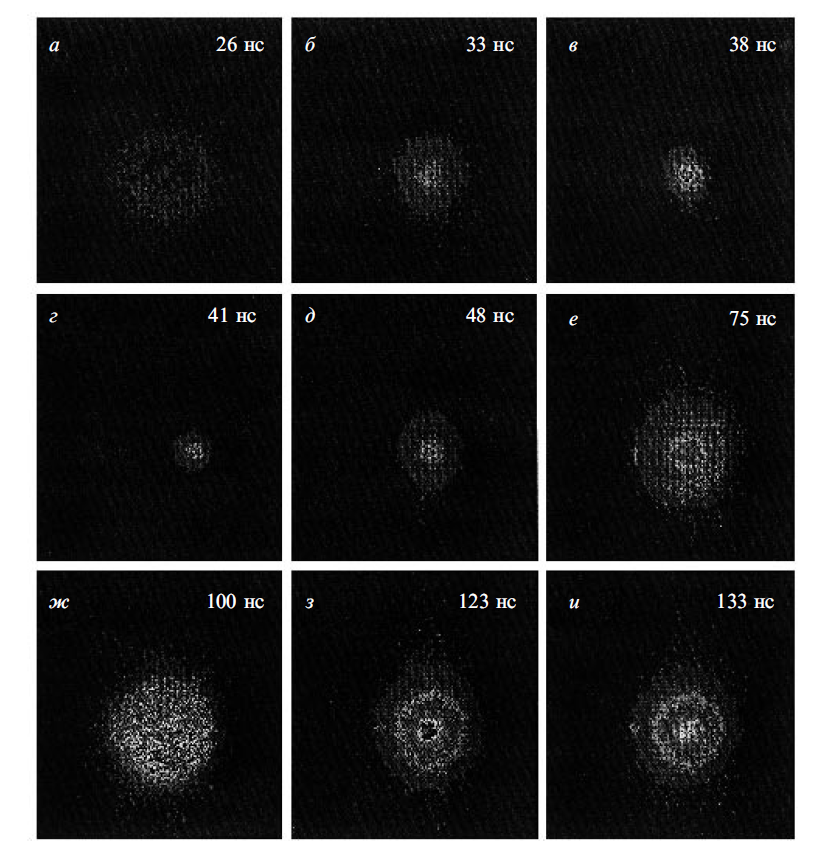 а 26 нс
б 33 нс
в 38 нс
г 41 нс
д 48 нс
е 75 нс
ж 100 нс
з 123 нс
и 133 нс